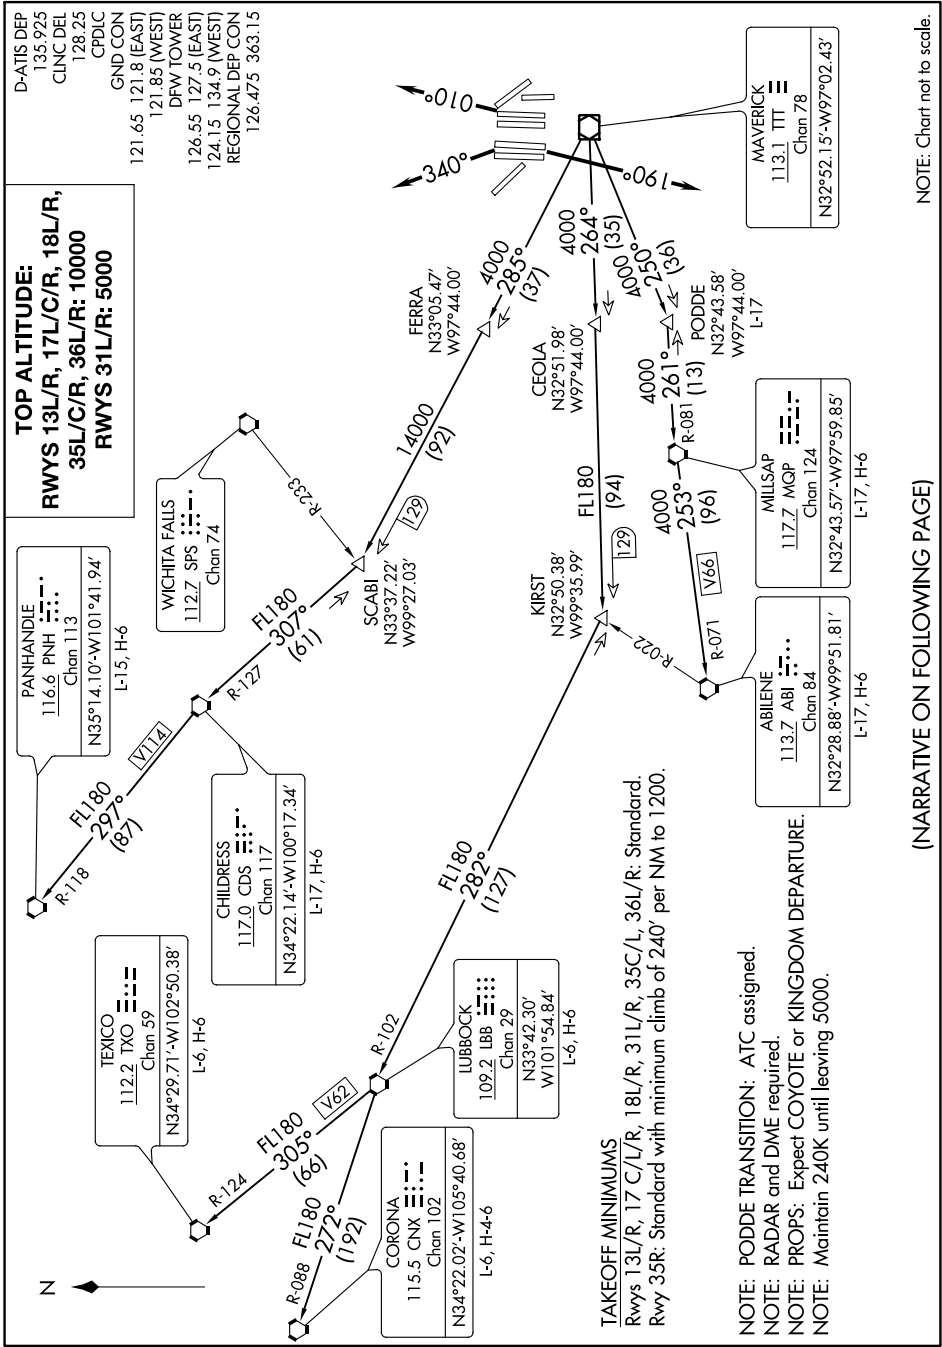 D-ATIS DEP
135.925
CLNC DEL
128.25
CPDLC
GND CON
121.65 121.8 (EAST)
121.85 (WEST)
DFW TOWER
126.55 127.5 (EAST)
124.15 134.9 (WEST)
REGIONAL DEP CON
126.475 363.15
TOP ALTITUDE:
RWYS 13L/R, 17L/C/R, 18L/R,
35L/C/R, 36L/R: 10000
RWYS 31L/R: 5000
N
PANHANDLE
116.6 PNH
Chan 113
N35°14.10'-W101°41.94'
L-15, H-6
WICHITA FALLS
112.7 SPS
Chan 74
R-233
TEXICO
112.2 TXO
Chan 59
N34°29.71'-W102°50.38'
L-6, H-6
CHILDRESS
117.0 CDS
Chan 117
N34°22.14'-W100°17.34'
L-17, H-6
R-118
FL180
297°
(87)
V114
R-127
FL180
307°
(61)
SCABI
N33°37.22'
W99°27.03'
129
14000
(92)
FERRA
N33°05.47'
W97°44.00'
4000
285°
(37)
340°
010°
190°
MAVERICK
113.1 TTT
Chan 78
N32°52.15'-W97°02.43'
4000
264°
(35)
CEOLA
N32°51.98'
W97°44.00'
FL180
(94)
KIRST
N32°50.38'
W99°35.99'
129
R-022
4000
250°
(36)
PODDE
N32°43.58'
W97°44.00'
L-17
4000
261°
(13)
R-081
MILLSAP
117.7 MQP
Chan 124
N32°43.57'-W97°59.85'
L-17, H-6
4000
253°
(96)
V66
R-071
ABILENE
113.7 ABI
Chan 84
N32°28.88'-W99°51.81'
L-17, H-6
FL180
282°
(127)
R-102
LUBBOCK
109.2 LBB
Chan 29
N33°42.30'
W101°54.84'
L-6, H-6
R-124
FL180
305°
(66)
V62
R-088
FL180
272°
(192)
CORONA
115.5 CNX
Chan 102
N34°22.02'-W105°40.68'
L-6, H-4-6
TAKEOFF MINIMUMS
Rwys 13L/R, 17 C/L/R, 18L/R, 31L/R, 35C/L, 36L/R: Standard.
Rwy 35R: Standard with minimum climb of 240' per NM to 1200.
NOTE: PODDE TRANSITION: ATC assigned.
NOTE: RADAR and DME required.
NOTE: PROPS: Expect COYOTE or KINGDOM DEPARTURE.
NOTE: Maintain 240K until leaving 5000.
(NARRATIVE ON FOLLOWING PAGE)
NOTE: Chart not to scale.